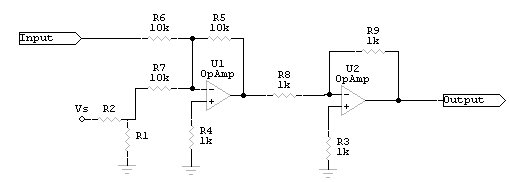 R6
10k
R5
10k
R9
1k
Input
R7
10k
U1
OpAmp
U2
OpAmp
R8
1k
Vs
R2
R1
R4
1k
R3
1k
Output